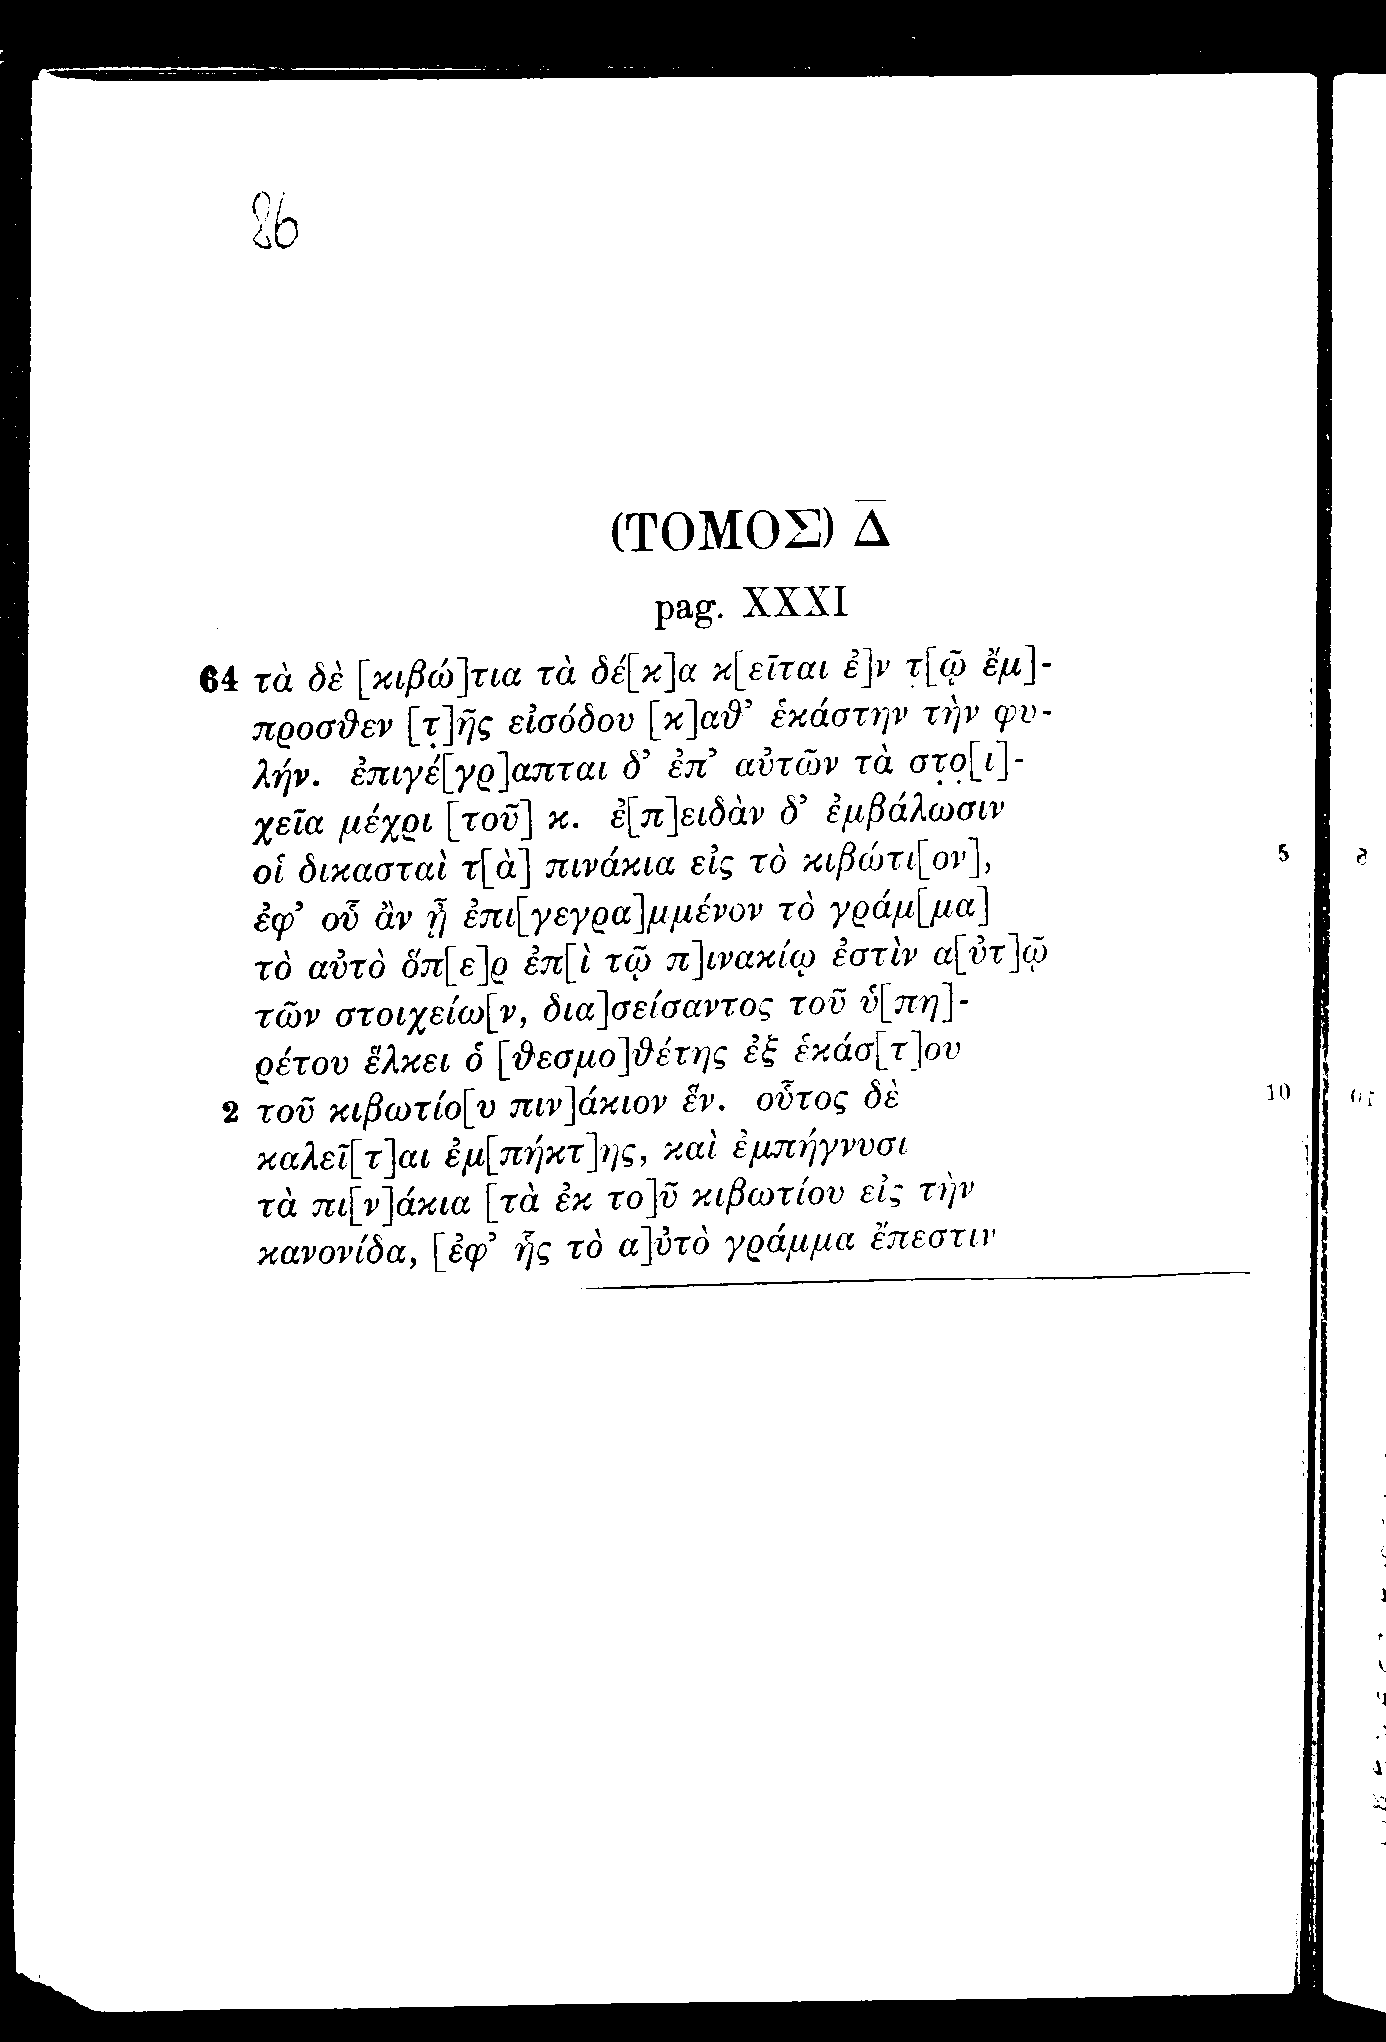 26
(ΤΟΜΟΣ) Δ̅
pag. XXXI
64 τὰ δὲ [κιβώ]τια τὰ δέ[κ]α κ[εῖται ἐ]ν τ̣[ῷ ἔμ]-
προσθεν [τ̣]ῆς εἰσόδου [κ]αθ’ ἑκάστην τὴν φυ-
λήν. ἐπιγέ[γρ]απται δ’ ἐπ’ αὐτῶν τὰ στ̣ο̣[ι]-
χεῖα μέχρι [τοῦ] κ. ἐ[π]ειδὰν δ’ ἐμβάλωσιν
οἱ δικασταὶ τ[ὰ] πινάκια εἰς τὸ κιβώτι[ον], 5
ἐφ’ οὗ ἂν ᾖ ἐπι[γεγρα]μμένον τὸ γράμ[μα]
τὸ αὐτὸ ὅπ[ε]ρ ἐπ[ὶ τῷ π]ινακίῳ ἐστὶν α[ὐτ]ῷ
τῶν στοιχείω[ν, δια]σείσαντος τοῦ ὑ[πη]-
ρέτου ἕλκει ὁ [θεσμο]θέτης ἐξ ἑκάσ[τ]ου
2 τοῦ κιβωτίο[υ πιν]άκιον ἕν. οὗτος δὲ 10
καλεῖ[τ]αι ἐμ[πήκτ]ης, καὶ ἐμπήγνυσι
τὰ πι[ν]άκια [τὰ ἐκ το]ῦ κιβωτίου εἰς τὴν
κανονίδα, [ἐφ’ ἧς τὸ α]ὐτὸ γράμμα ἔπεστιν